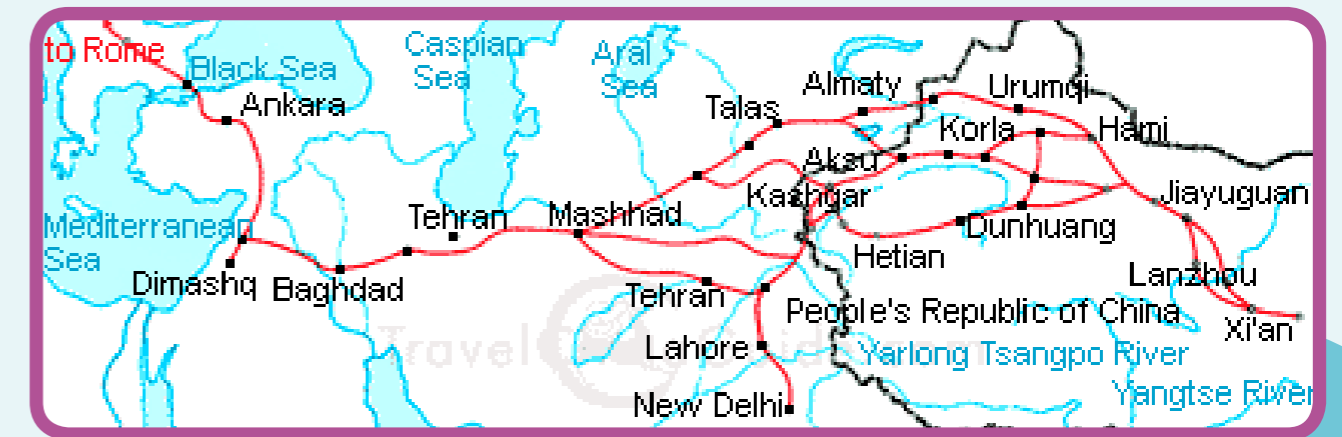 to Rome
Black Sea
Caspian
Sea
Aral
Sea
Almaty
Urumqi
Ankara
Talas
Korla
Hami
Aksu
Kashgar
Jiayuguan
Mediterranean
Sea
Tehran
Mashhad
Dunhuang
Hetian
Dimashq
Baghdad
Tehran
Lanzhou
People's Republic of China
Xi'an
Lahore
Yarlong Tsangpo River
New Delhi
Yangtse River
Travel
.com